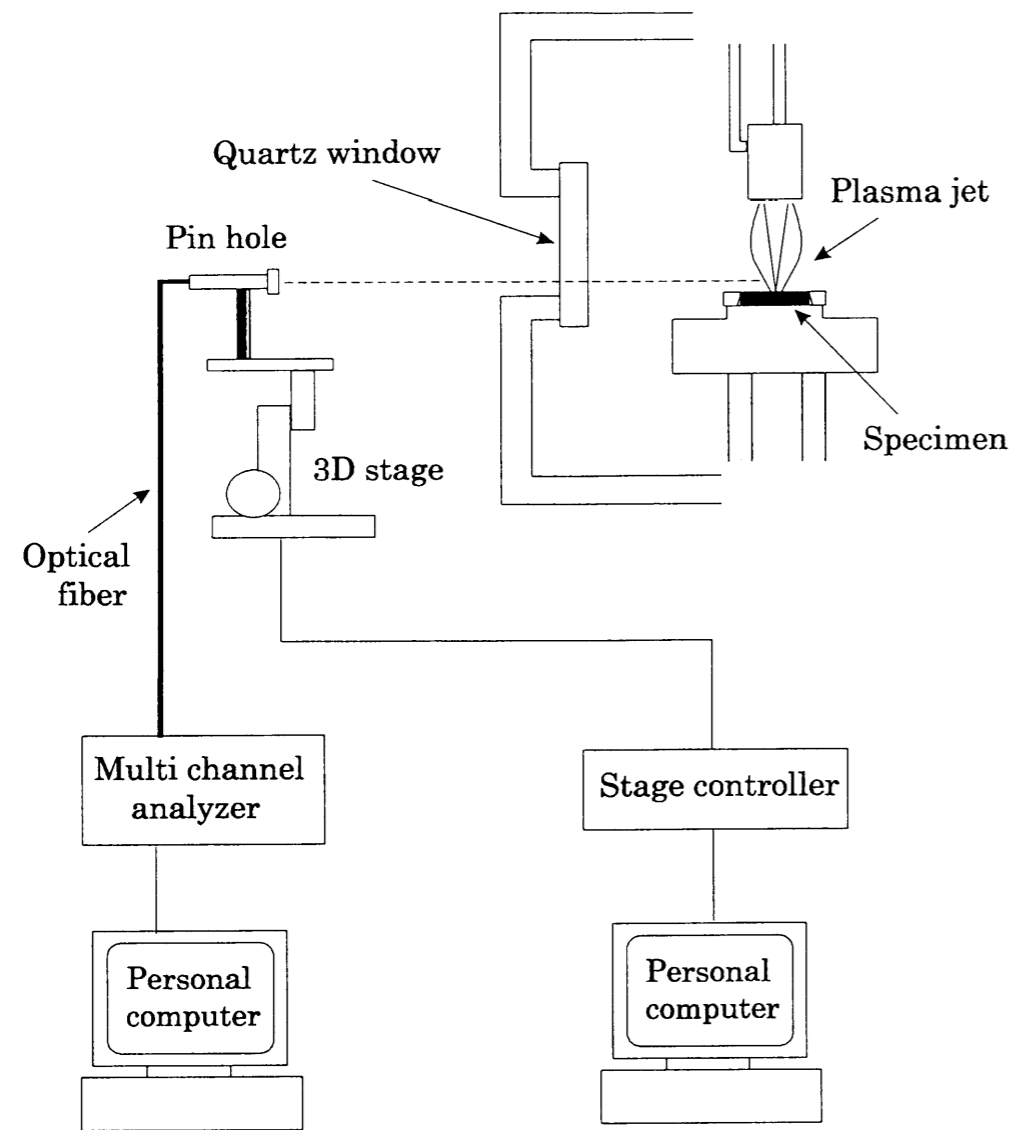 Quartz window
Plasma jet
Pin hole
Specimen
3D stage
Optical
fiber
Multi channel
analyzer
Stage controller
Personal
computer
Personal
computer